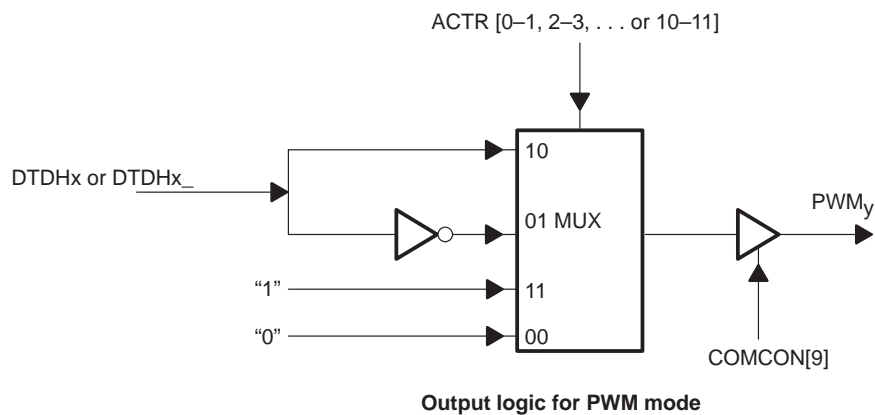 ACTR [0–1, 2–3, . . . or 10–11]
10
DTDHx or DTDHx_
PWMy
01 MUX
“1”
11
“0”
00
COMCON[9]
Output logic for PWM mode